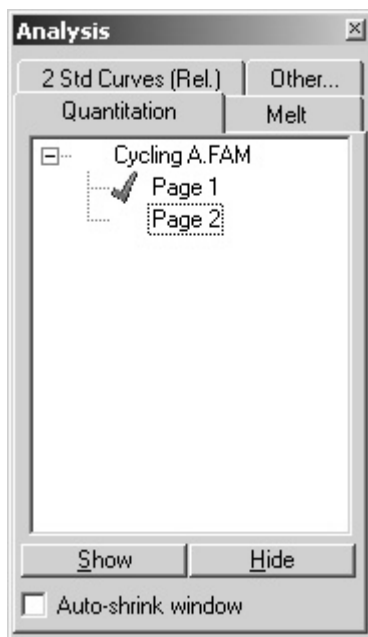 Analysis
2 Std Curves (Rel.) Other...
Quantitation Melt
Cycling A.FAM
Page 1
Page 2
Show Hide
Auto-shrink window